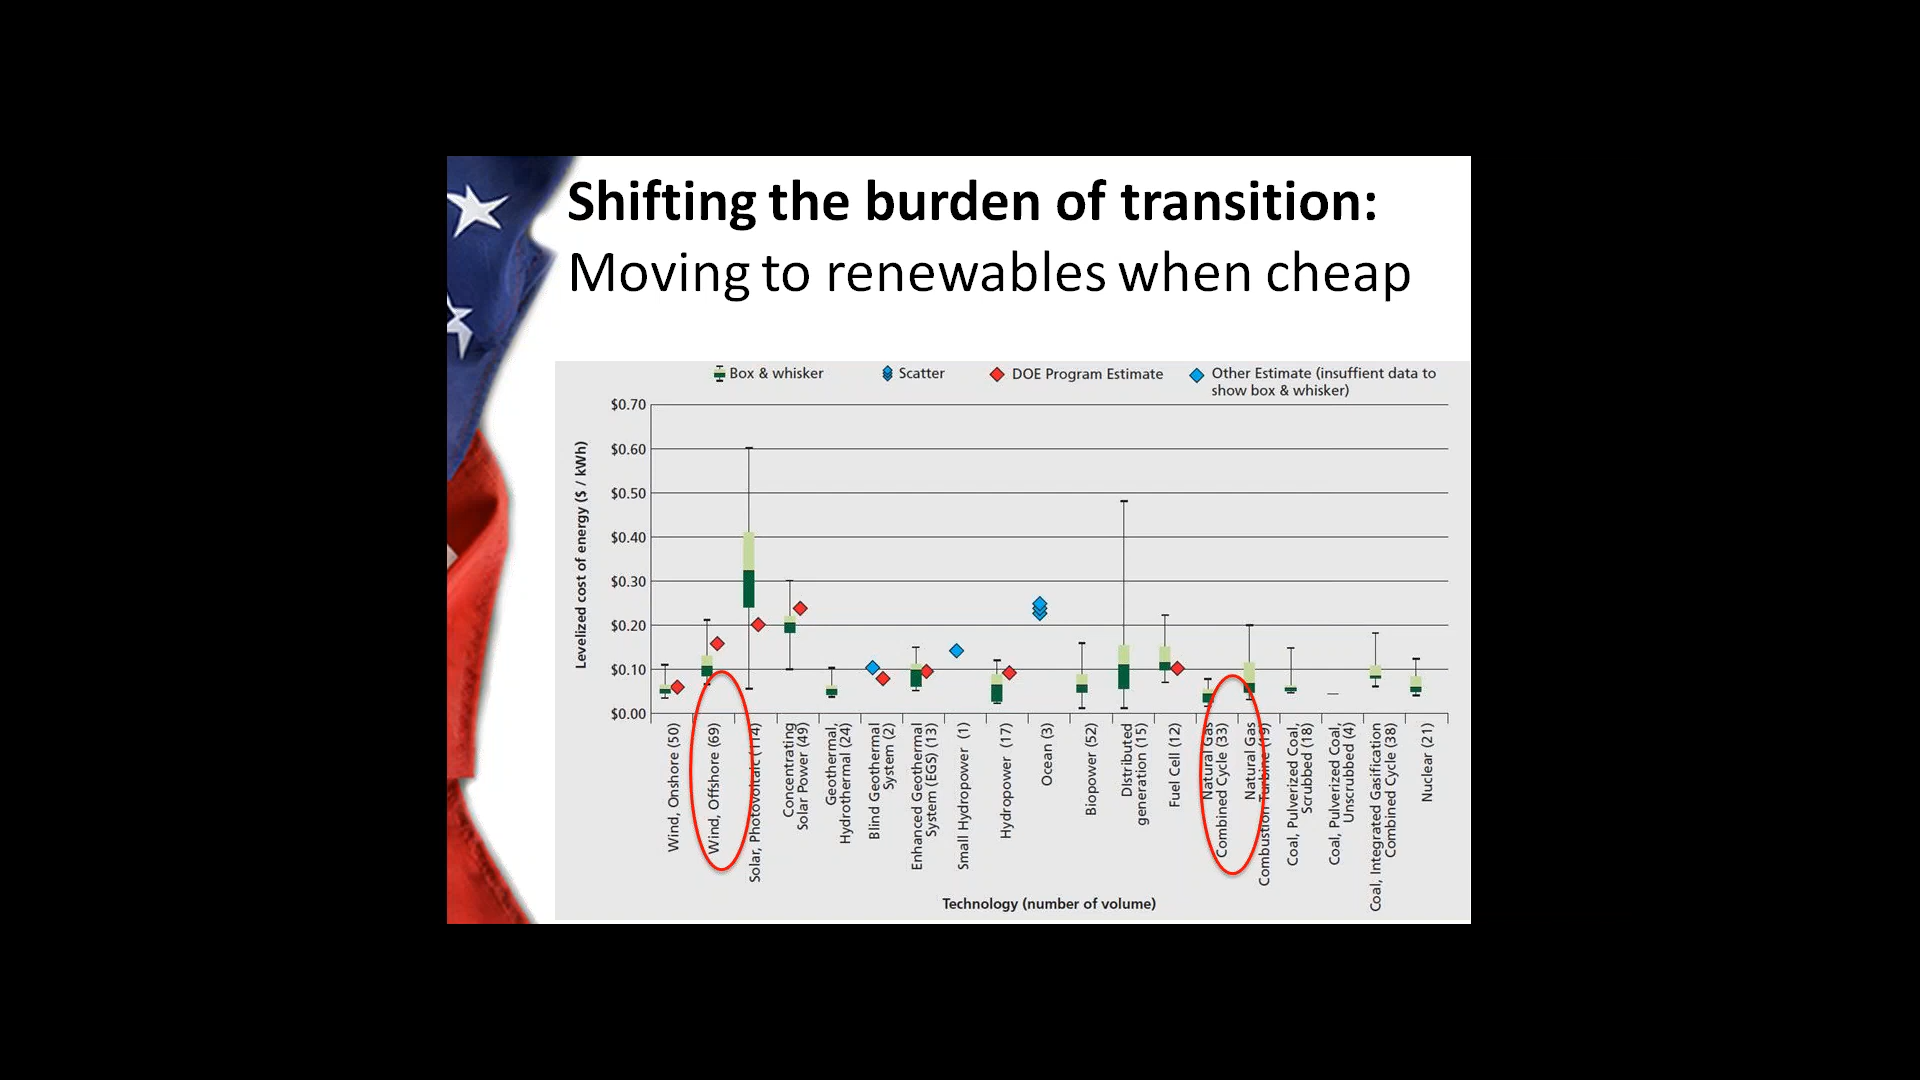 Shifting the burden of transition:
Moving to renewables when cheap
Box & whisker
Scatter
DOE Program Estimate
Other Estimate (insuffient data to
show box & whisker)
Levelized cost of energy ($ / kWh)
$0.70
$0.60
$0.50
$0.40
$0.30
$0.20
$0.10
$0.00
Wind, Onshore (50)
Wind, Offshore (69)
Solar, Photovoltaic (114)
Concentrating
Solar Power (49)
Geothermal,
Hydrothermal (24)
Blind Geothermal
System (2)
Enhanced Geothermal
System (EGS) (13)
Small Hydropower (1)
Hydropower (17)
Ocean (3)
Biopower (52)
DIstributed
generation (15)
Fuel Cell (12)
Natural Gas
Combined Cycle (33)
Natural Gas
Combustion Turbine (19)
Coal, Pulverized Coal,
Scrubbed (18)
Coal, Pulverized Coal,
Unscrubbed (4)
Coal, Integrated Gasification
Combined Cycle (38)
Nuclear (21)
Technology (number of volume)